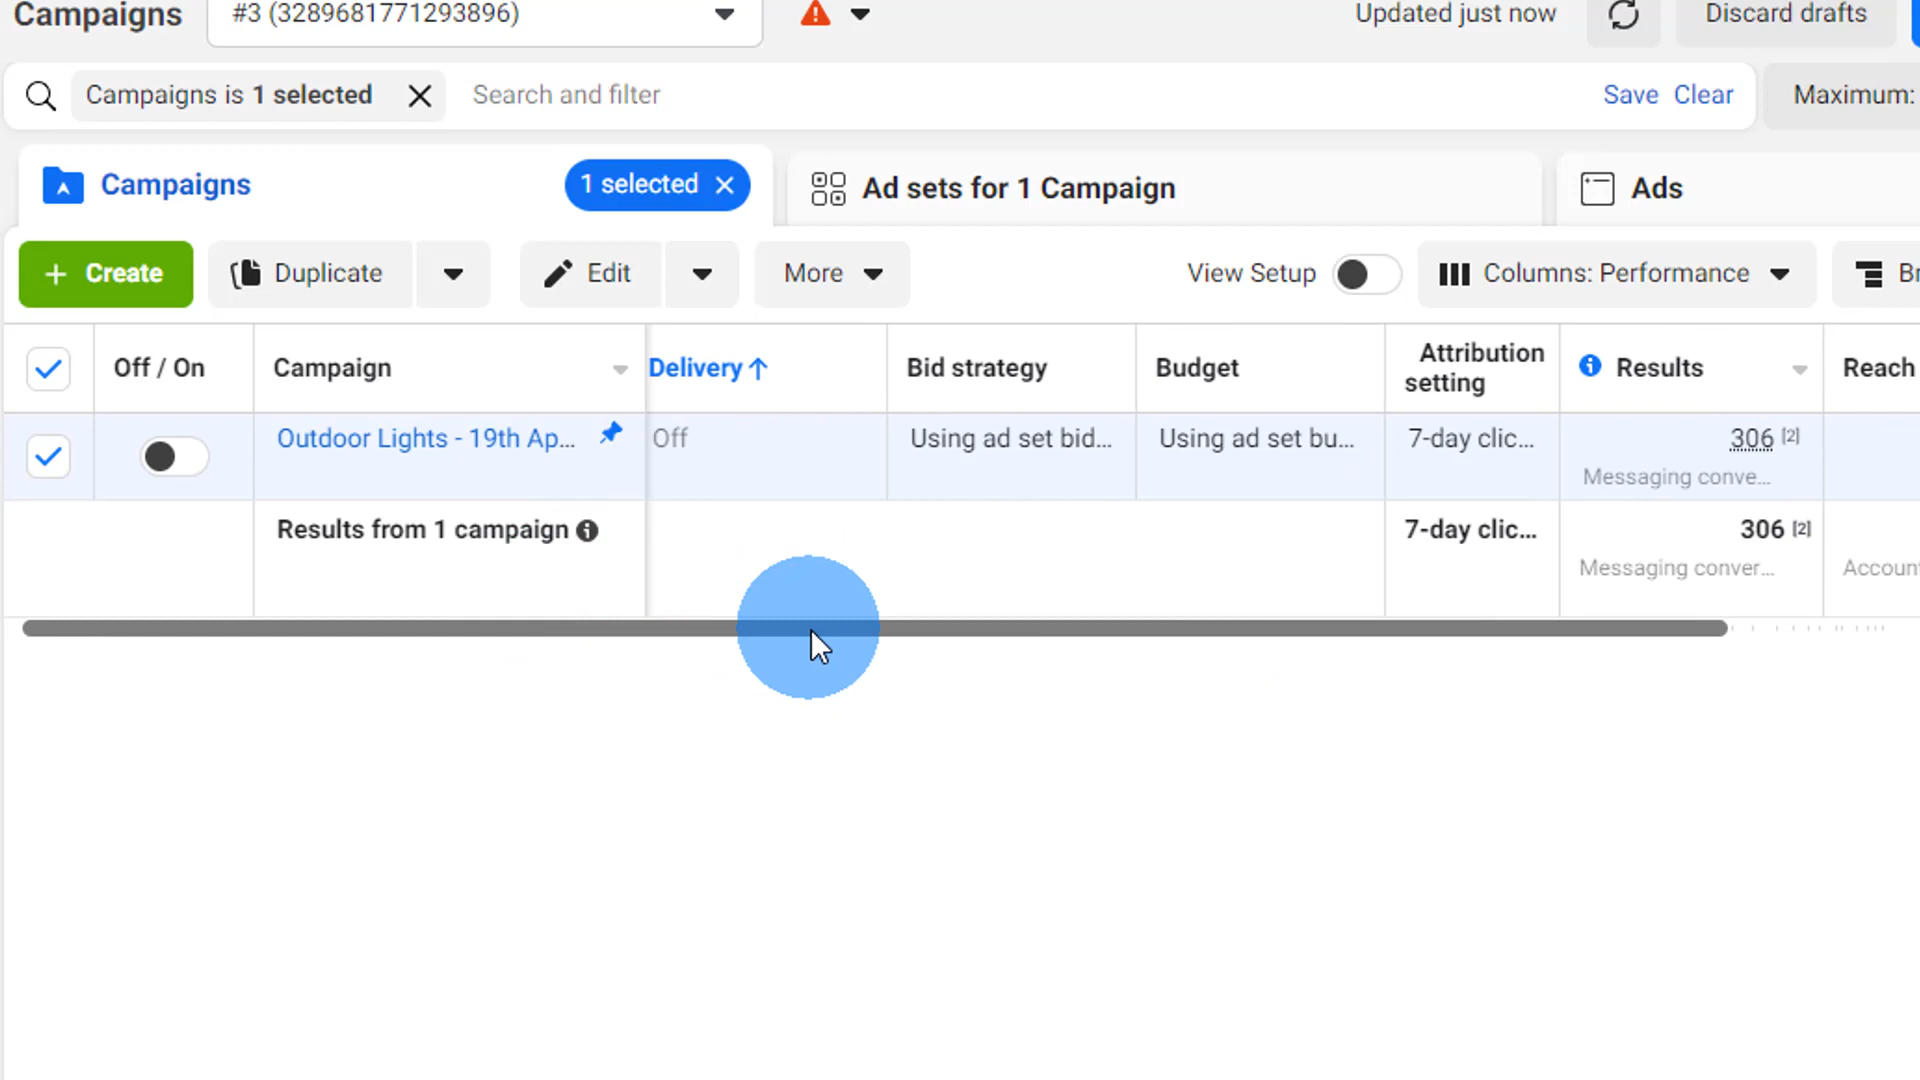 Campaigns
#3 (3289681771293896)
Updated just now
Discard drafts
Campaigns is 1 selected
Search and filter
Save
Clear
Maximum:
Campaigns
1 selected
Ad sets for 1 Campaign
Ads
Create
Duplicate
Edit
More
View Setup
Columns: Performance
Off / On
Campaign
Delivery
Bid strategy
Budget
Attribution
setting
Results
Reach
Outdoor Lights - 19th Ap...
Off
Using ad set bid...
Using ad set bu...
7-day clic...
306 [2]
Messaging conve...
Results from 1 campaign
7-day clic...
306 [2]
Messaging conver...